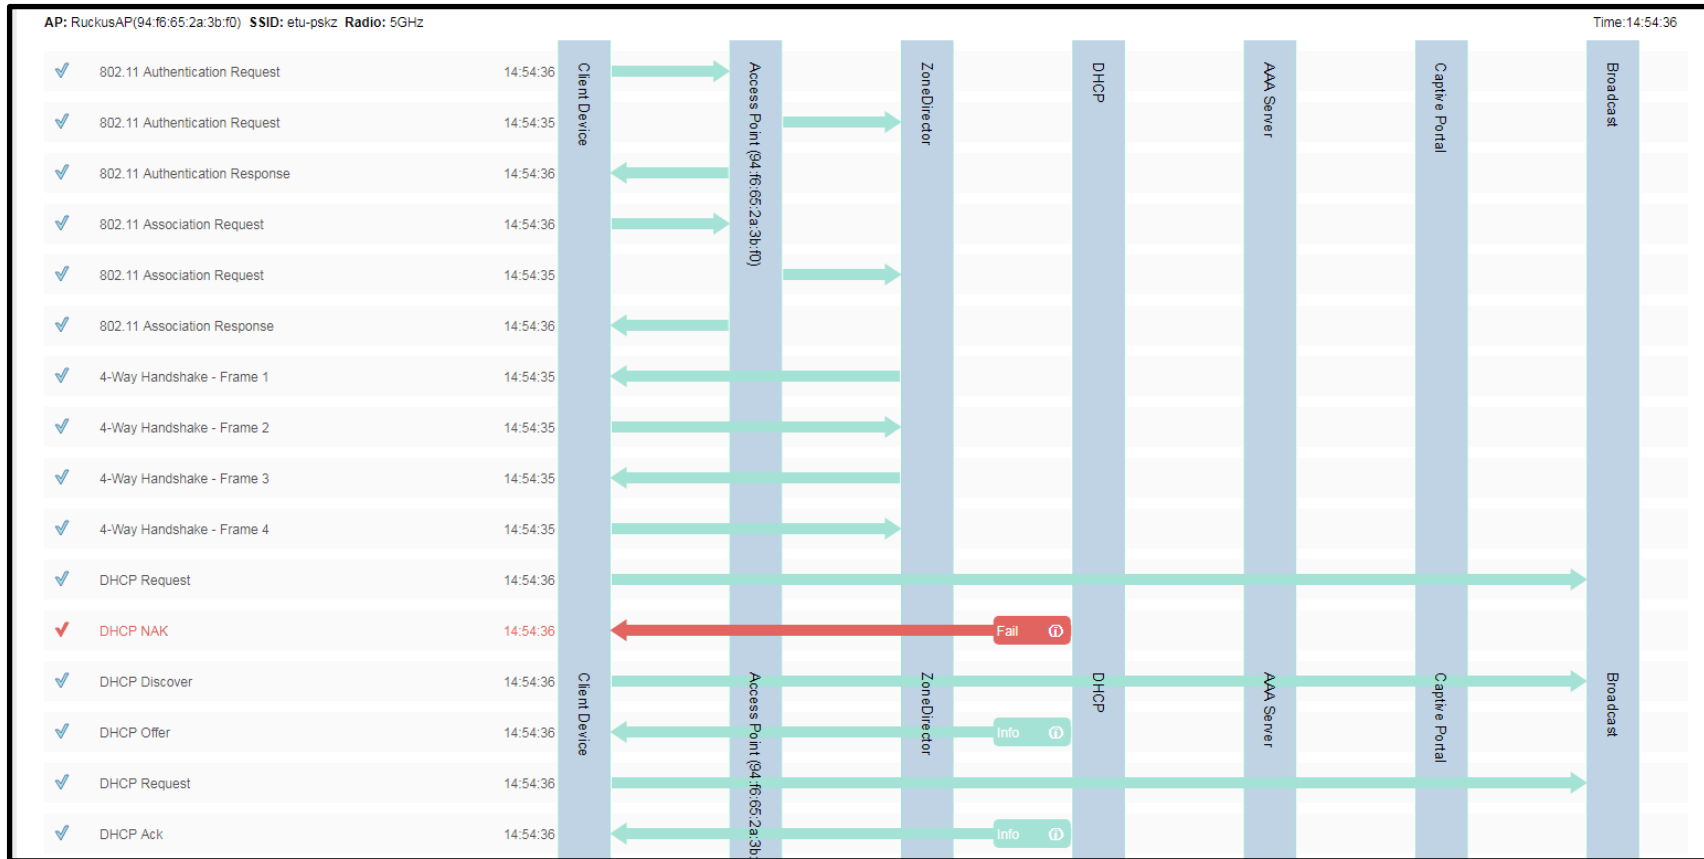 AP: RuckusAP(94:f6:65:2a:3b:f0) SSID: etu-pskz Radio: 5GHz
Time:14:54:36
Client Device
Access Point (94:f6:65:2a:3b:f0)
ZoneDirector
DHCP
AAA Server
Captive Portal
Broadcast
802.11 Authentication Request 14:54:36
802.11 Authentication Request 14:54:35
802.11 Authentication Response 14:54:36
802.11 Association Request 14:54:36
802.11 Association Request 14:54:35
802.11 Association Response 14:54:36
4-Way Handshake - Frame 1 14:54:35
4-Way Handshake - Frame 2 14:54:35
4-Way Handshake - Frame 3 14:54:35
4-Way Handshake - Frame 4 14:54:35
DHCP Request 14:54:36
DHCP NAK 14:54:36 Fail
Client Device
Access Point (94:f6:65:2a:3b:
ZoneDirector
DHCP
AAA Server
Captive Portal
Broadcast
DHCP Discover 14:54:36
DHCP Offer 14:54:36 Info
DHCP Request 14:54:36
DHCP Ack 14:54:36 Info